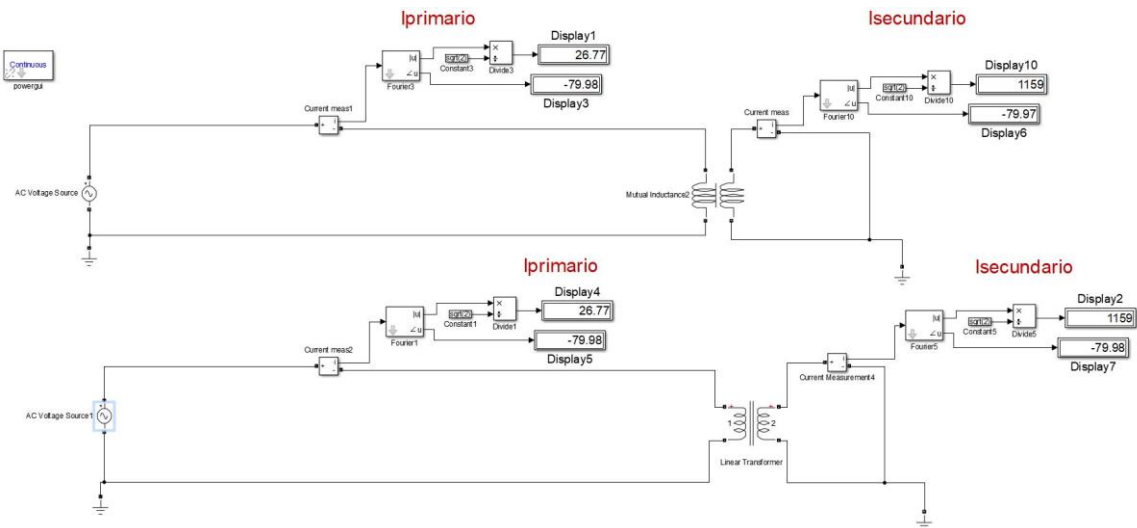 Iprimario
Isecundario
Continuous
powergui
|u|
∠u
Fourier3
sqrt(2)
Constant3
×
÷
Divide3
Display1
26.77
-79.98
Display3
Current meas1
+
-
i
|u|
∠u
Fourier10
sqrt(2)
Constant10
×
÷
Divide10
Display10
1159
-79.97
Display6
Current meas
+
-
i
AC Voltage Source
+
Mutual Inductance2
Iprimario
Isecundario
|u|
∠u
Fourier1
sqrt(2)
Constant1
×
÷
Divide1
Display4
26.77
-79.98
Display5
Current meas2
+
-
i
|u|
∠u
Fourier5
sqrt(2)
Constant5
×
÷
Divide5
Display2
1159
-79.98
Display7
Current Measurement4
+
-
i
AC Voltage Source1
+
+
+
1
2
Linear Transformer